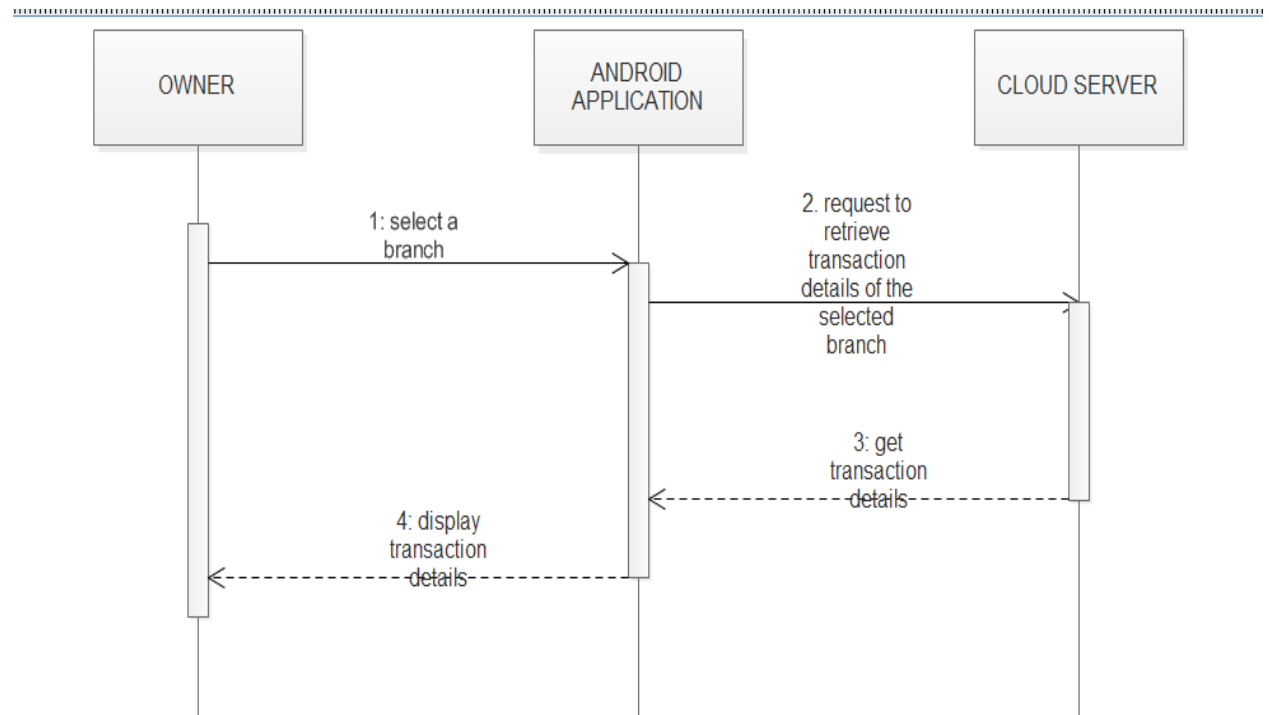 OWNER
ANDROID
APPLICATION
CLOUD SERVER
1: select a
branch
2. request to
retrieve
transaction
details of the
selected
branch
3: get
transaction
details
4: display
transaction
details